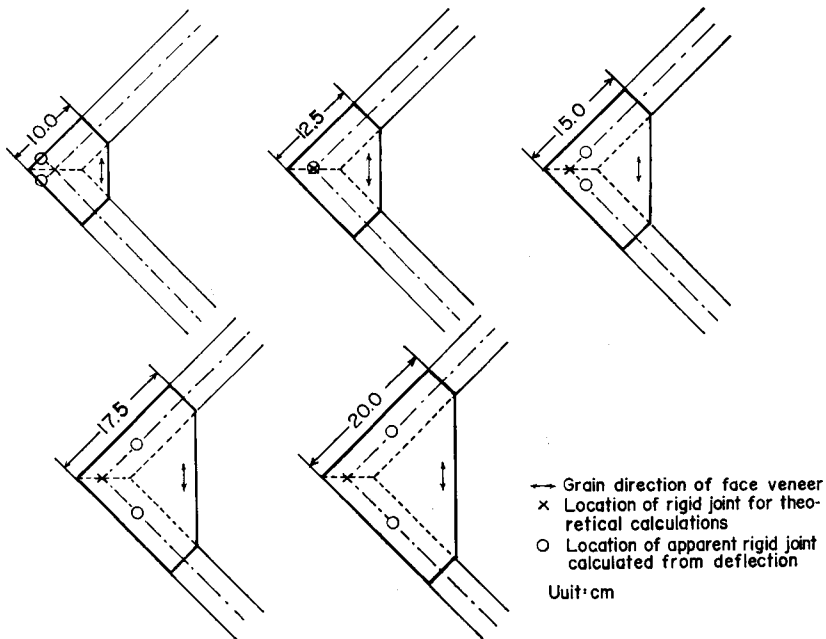 10.0
12.5
15.0
17.5
20.0
Grain direction of face veneer
× Location of rigid joint for theo-
retical calculations
○ Location of apparent rigid joint
calculated from deflection
Uuit:cm